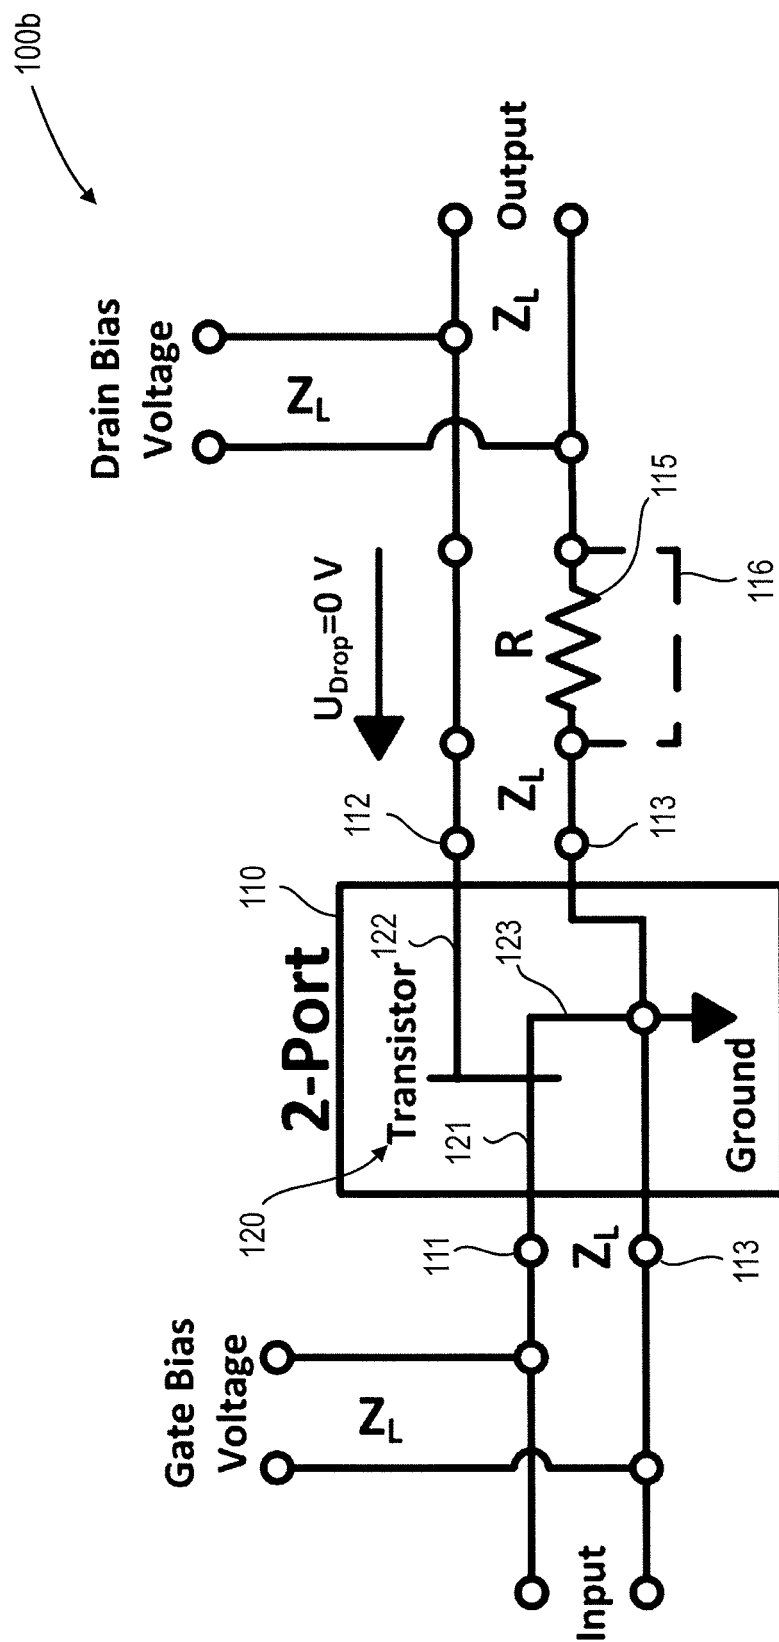 100b
Drain Bias
Voltage
Z_L
Output
Z_L
U_Drop=0 V
R
115
116
Z_L
112
113
110
2-Port
Transistor
122
123
120
121
Ground
111
Z_L
113
Gate Bias
Voltage
Z_L
Input